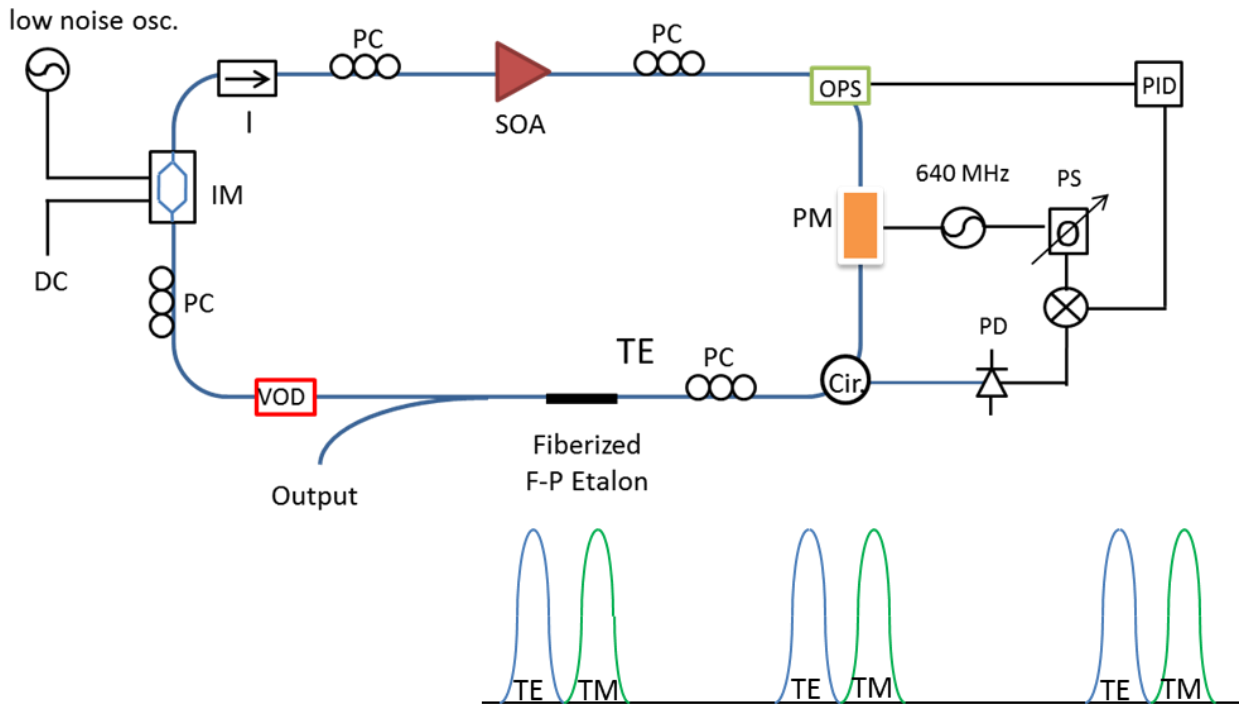 low noise osc.
PC
PC
I
SOA
OPS
PID
IM
640 MHz
PS
PM
Ø
DC
PC
TE
PC
PD
Cir.
VOD
Fiberized
F-P Etalon
Output
TE
TM
TE
TM
TE
TM